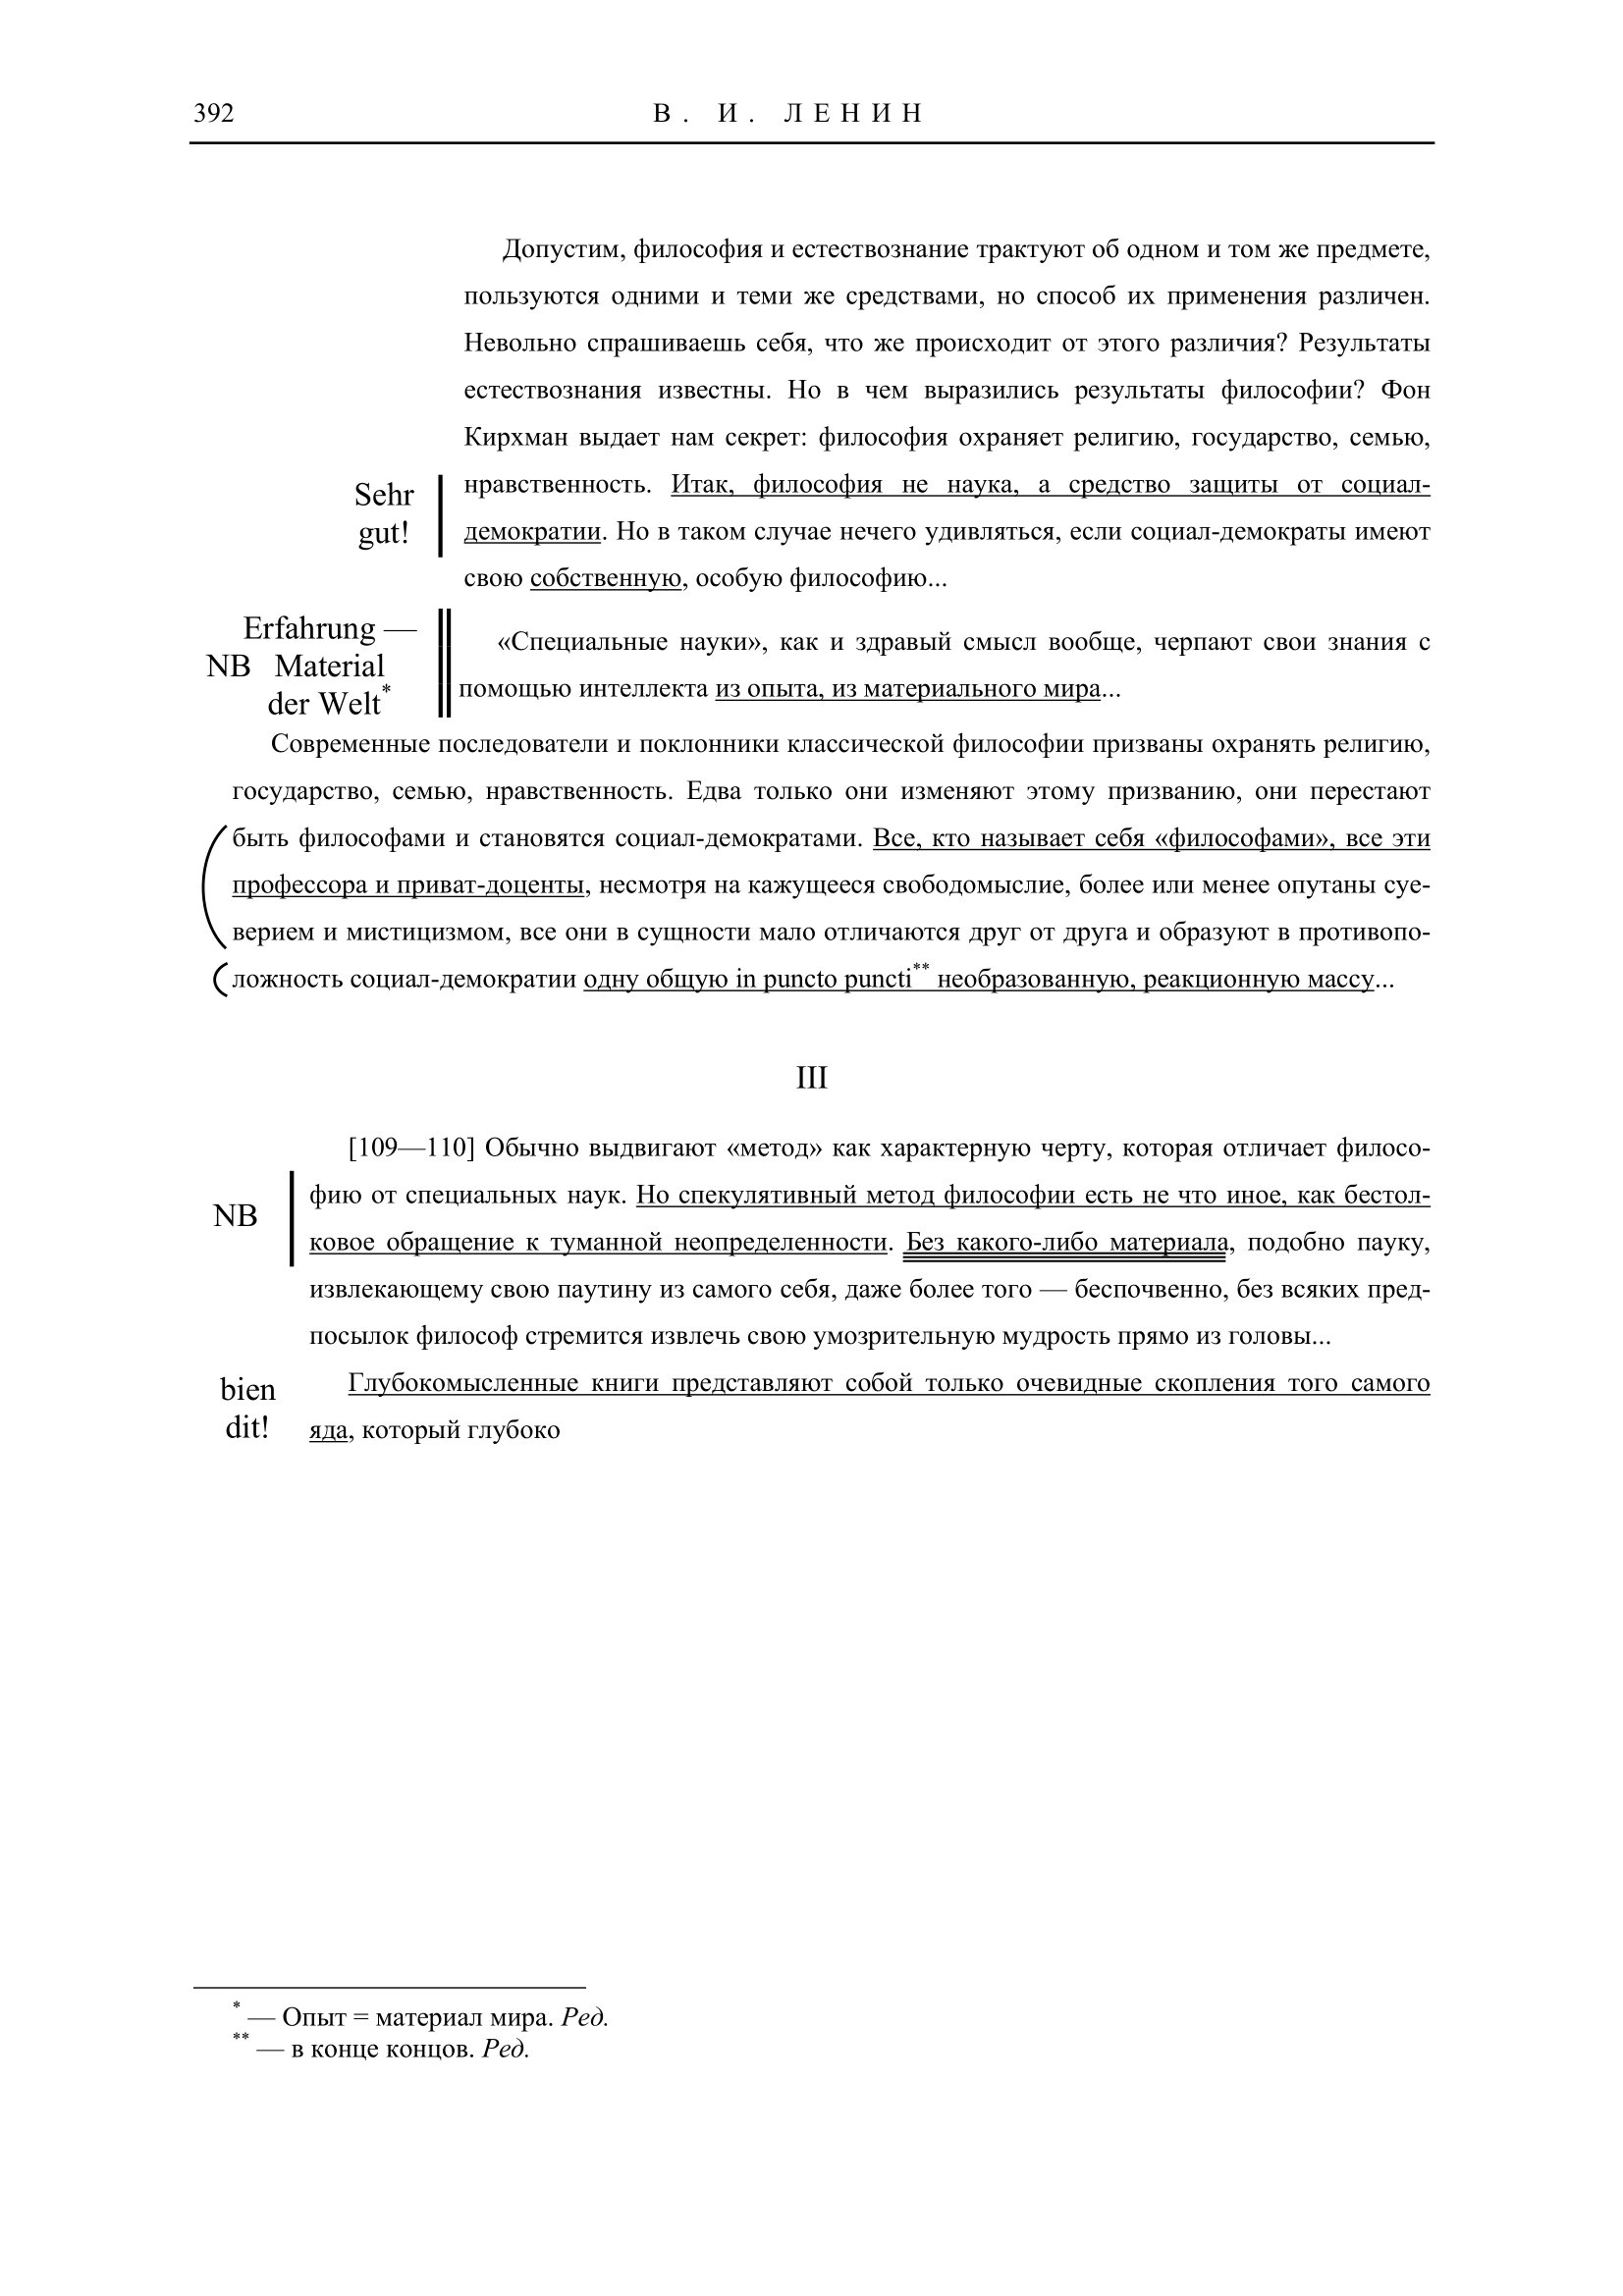 392
В. И. ЛЕНИН
Допустим, философия и естествознание трактуют об одном и том же предмете,
пользуются одними и теми же средствами, но способ их применения различен.
Невольно спрашиваешь себя, что же происходит от этого различия? Результаты
естествознания известны. Но в чем выразились результаты философии? Фон
Кирхман выдает нам секрет: философия охраняет религию, государство, семью,
Sehr
gut!
нравственность. Итак, философия не наука, а средство защиты от социал-
демократии. Но в таком случае нечего удивляться, если социал-демократы имеют
свою собственную, особую философию...
Erfahrung —
NB Material
der Welt*
«Специальные науки», как и здравый смысл вообще, черпают свои знания с
помощью интеллекта из опыта, из материального мира...
Современные последователи и поклонники классической философии призваны охранять религию,
государство, семью, нравственность. Едва только они изменяют этому призванию, они перестают
быть философами и становятся социал-демократами. Все, кто называет себя «философами», все эти
профессора и приват-доценты, несмотря на кажущееся свободомыслие, более или менее опутаны суе-
верием и мистицизмом, все они в сущности мало отличаются друг от друга и образуют в противопо-
ложность социал-демократии одну общую in puncto puncti** необразованную, реакционную массу...
III
[109—110] Обычно выдвигают «метод» как характерную черту, которая отличает филосо-
NB
фию от специальных наук. Но спекулятивный метод философии есть не что иное, как бестол-
ковое обращение к туманной неопределенности. Без какого-либо материала, подобно пауку,
извлекающему свою паутину из самого себя, даже более того — беспочвенно, без всяких пред-
посылок философ стремится извлечь свою умозрительную мудрость прямо из головы...
bien
dit!
Глубокомысленные книги представляют собой только очевидные скопления того самого
яда, который глубоко
* — Опыт = материал мира. Ред.
** — в конце концов. Ред.